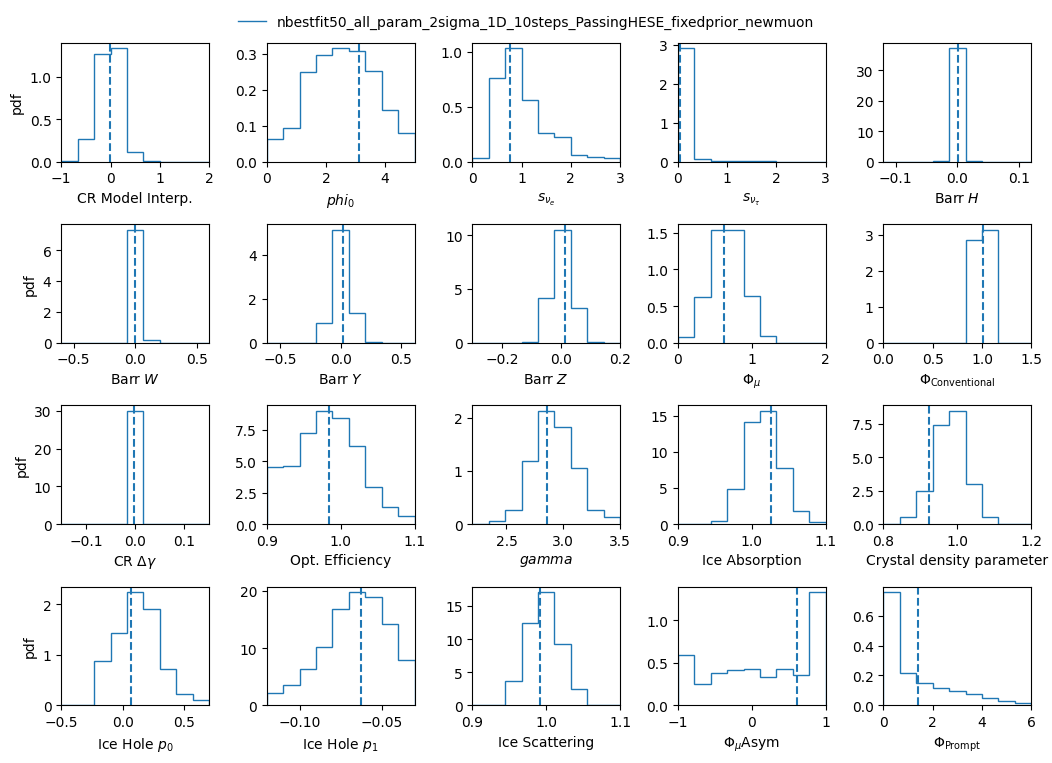 nbestfit50_all_param_2sigma_1D_10steps_PassingHESE_fixedprior_newmuon
pdf
0.0 0.5 1.0
−1 0 1 2
CR Model Interp.
0.0 0.1 0.2 0.3
0 2 4
phi₀
0.0 0.5 1.0
0 1 2 3
s_{ν_e}
0 1 2 3
0 1 2 3
s_{ν_τ}
0 10 20 30
−0.1 0.0 0.1
Barr H
pdf
0 2 4 6
−0.5 0.0 0.5
Barr W
0 2 4
−0.5 0.0 0.5
Barr Y
0 5 10
−0.2 0.0 0.2
Barr Z
0.0 0.5 1.0 1.5
0 1 2
Φ_μ
0 1 2 3
0.0 0.5 1.0 1.5
Φ_Conventional
pdf
0 10 20 30
−0.1 0.0 0.1
CR Δγ
0.0 2.5 5.0 7.5
0.9 1.0 1.1
Opt. Efficiency
0 1 2
2.5 3.0 3.5
gamma
0 5 10 15
0.9 1.0 1.1
Ice Absorption
0.0 2.5 5.0 7.5
0.8 1.0 1.2
Crystal density parameter
pdf
0 1 2
−0.5 0.0 0.5
Ice Hole p₀
0 10 20
−0.10 −0.05
Ice Hole p₁
0 5 10 15
0.9 1.0 1.1
Ice Scattering
0.0 0.5 1.0
−1 0 1
Φ_μAsym
0.0 0.2 0.4 0.6
0 2 4 6
Φ_Prompt